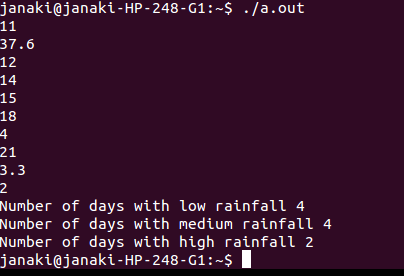 janaki@janaki-HP-248-G1:~$ ./a.out
11
37.6
12
14
15
18
4
21
3.3
2
Number of days with low rainfall 4
Number of days with medium rainfall 4
Number of days with high rainfall 2
janaki@janaki-HP-248-G1:~$